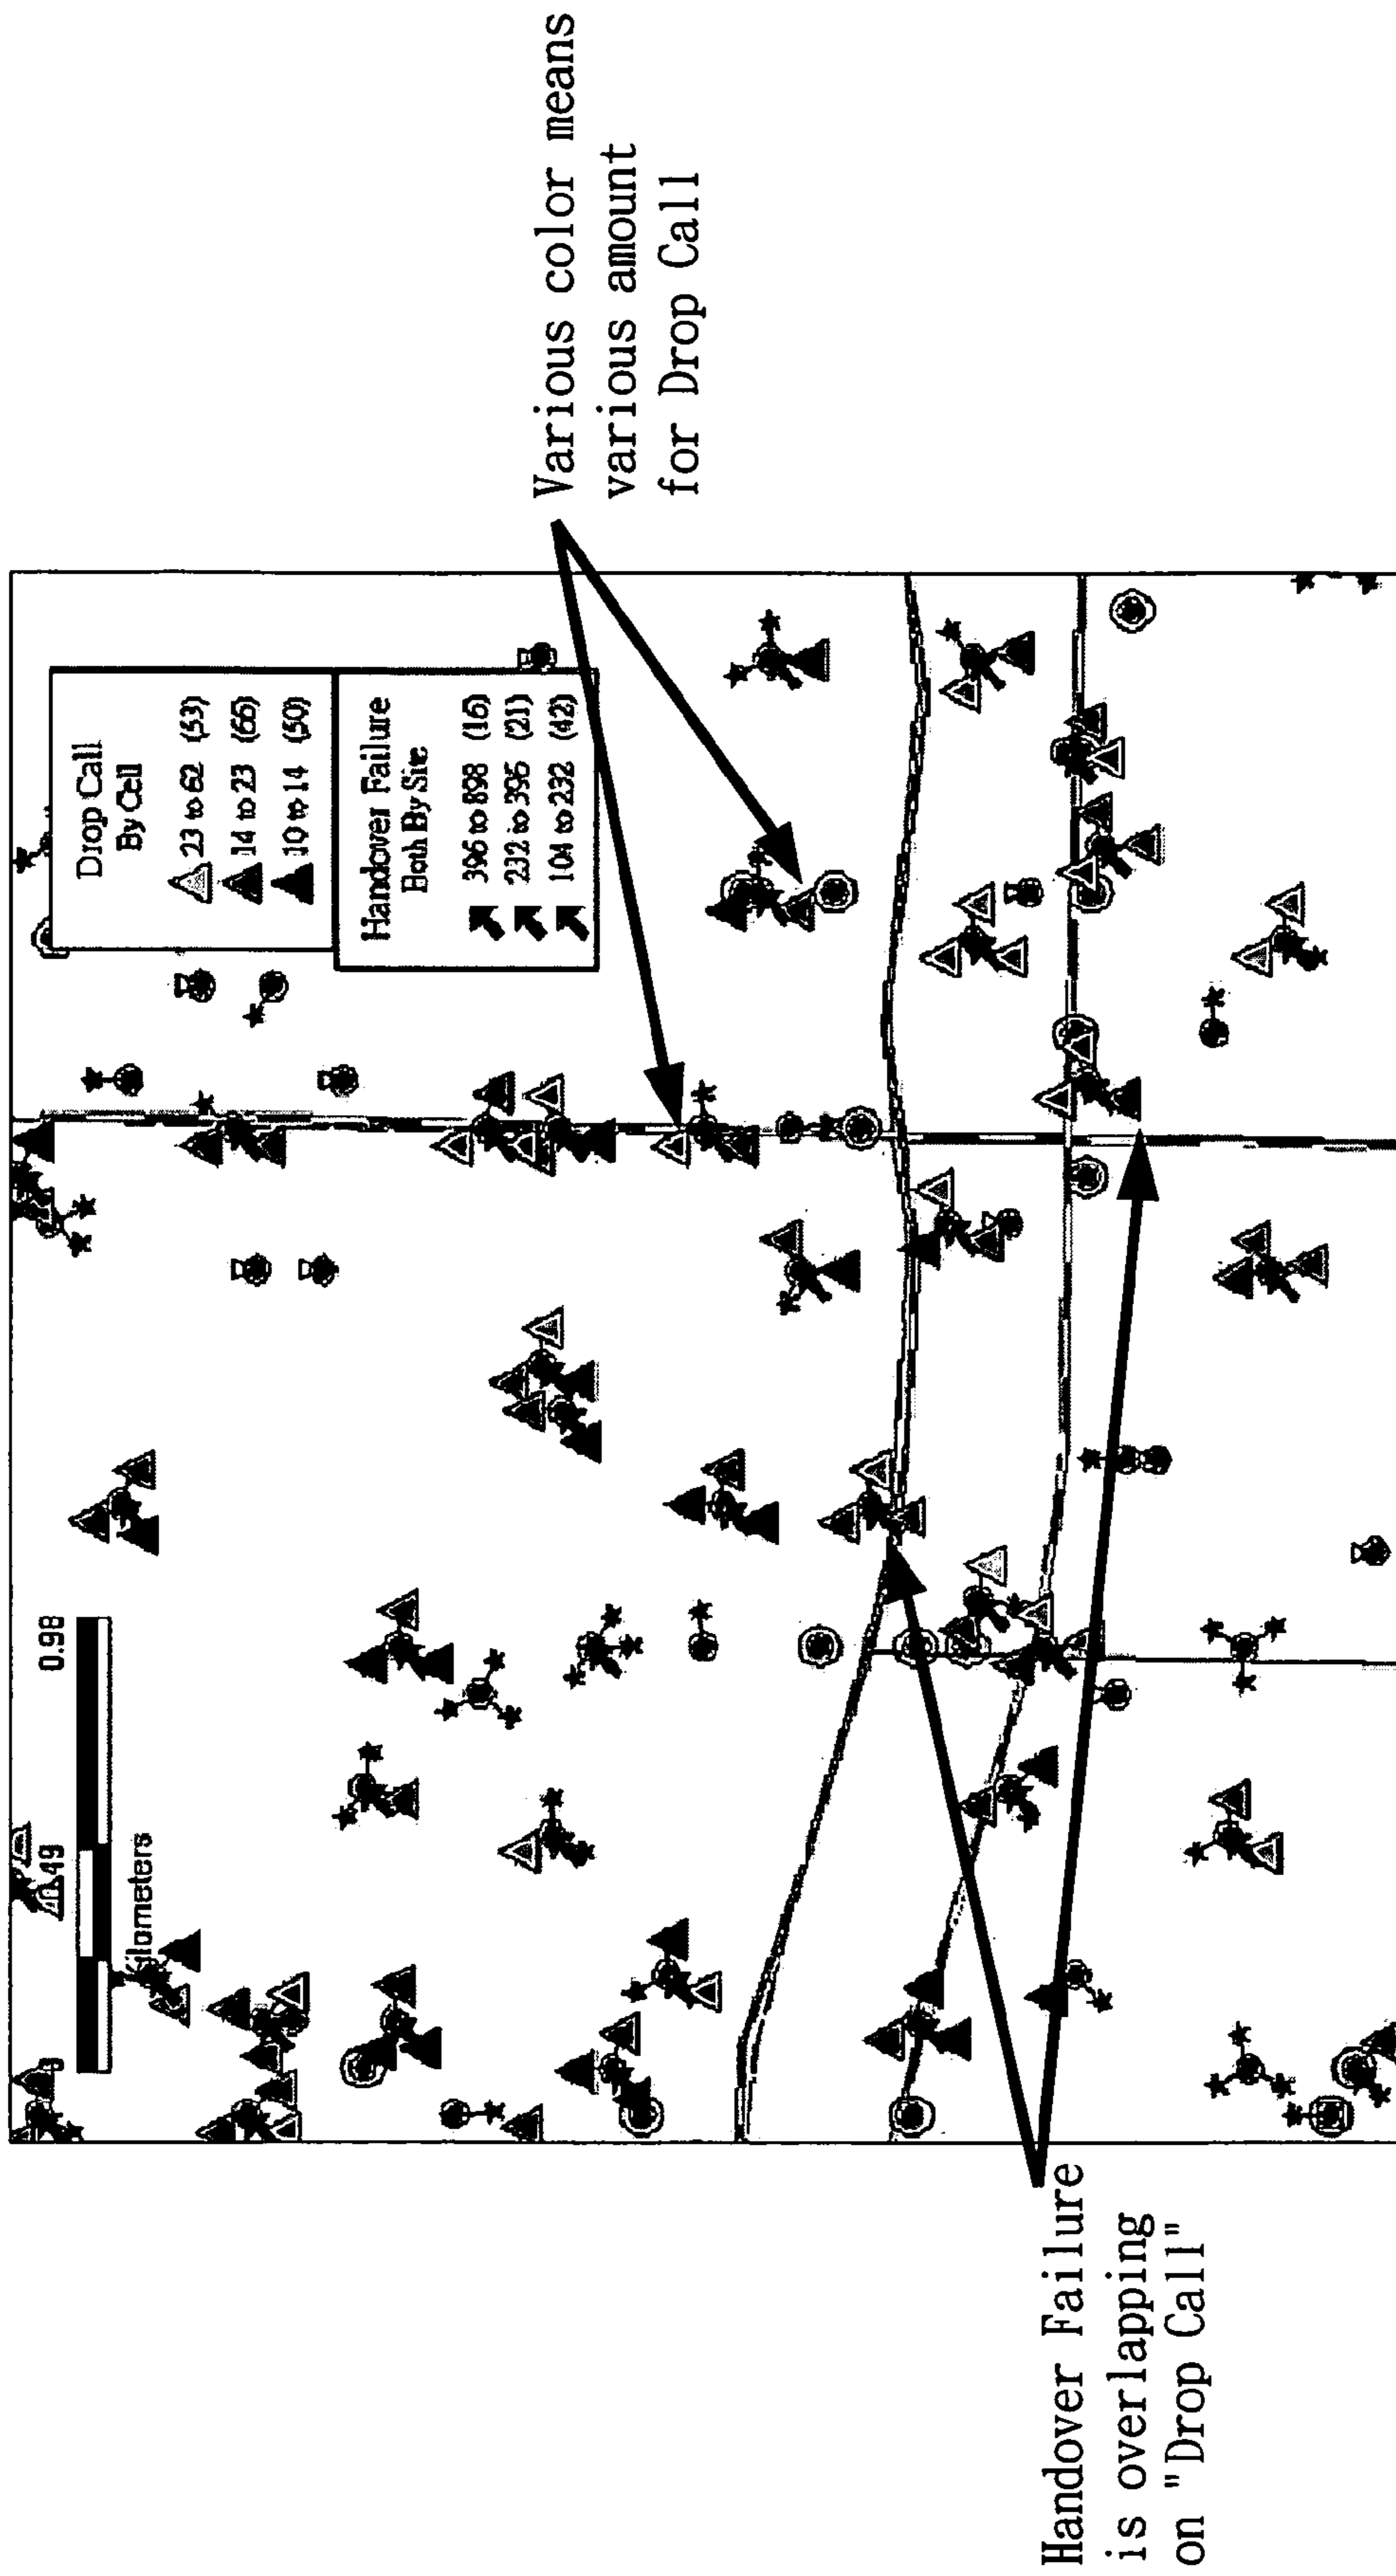 0.49
0.98
Kilometers
Drop Call
By Cell
23 to 62 (53)
14 to 23 (66)
10 to 14 (50)
Handover Failure
Both By Site
396 to 898 (16)
232 to 396 (21)
104 to 232 (42)
Various color means
various amount
for Drop Call
Handover Failure
is overlapping
on "Drop Call"